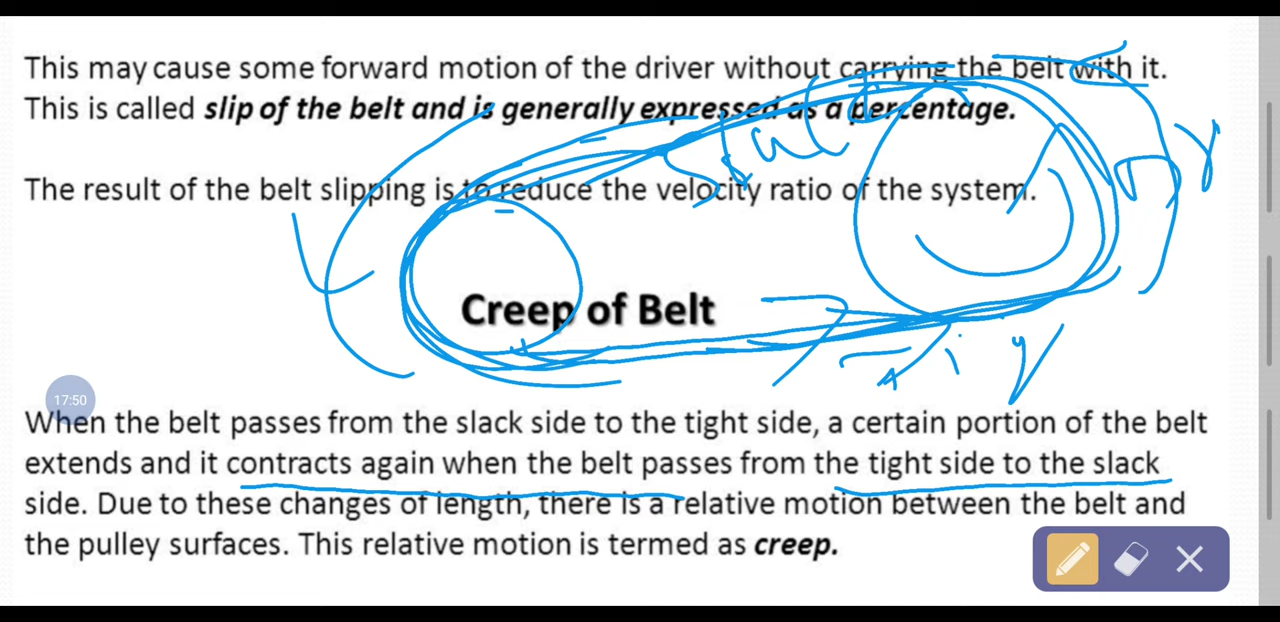 This may cause some forward motion of the driver without carrying the belt with it.
This is called slip of the belt and is generally expressed as a percentage.
The result of the belt slipping is to reduce the velocity ratio of the system.
Creep of Belt
17:50
When the belt passes from the slack side to the tight side, a certain portion of the belt
extends and it contracts again when the belt passes from the tight side to the slack
side. Due to these changes of length, there is a relative motion between the belt and
the pulley surfaces. This relative motion is termed as creep.